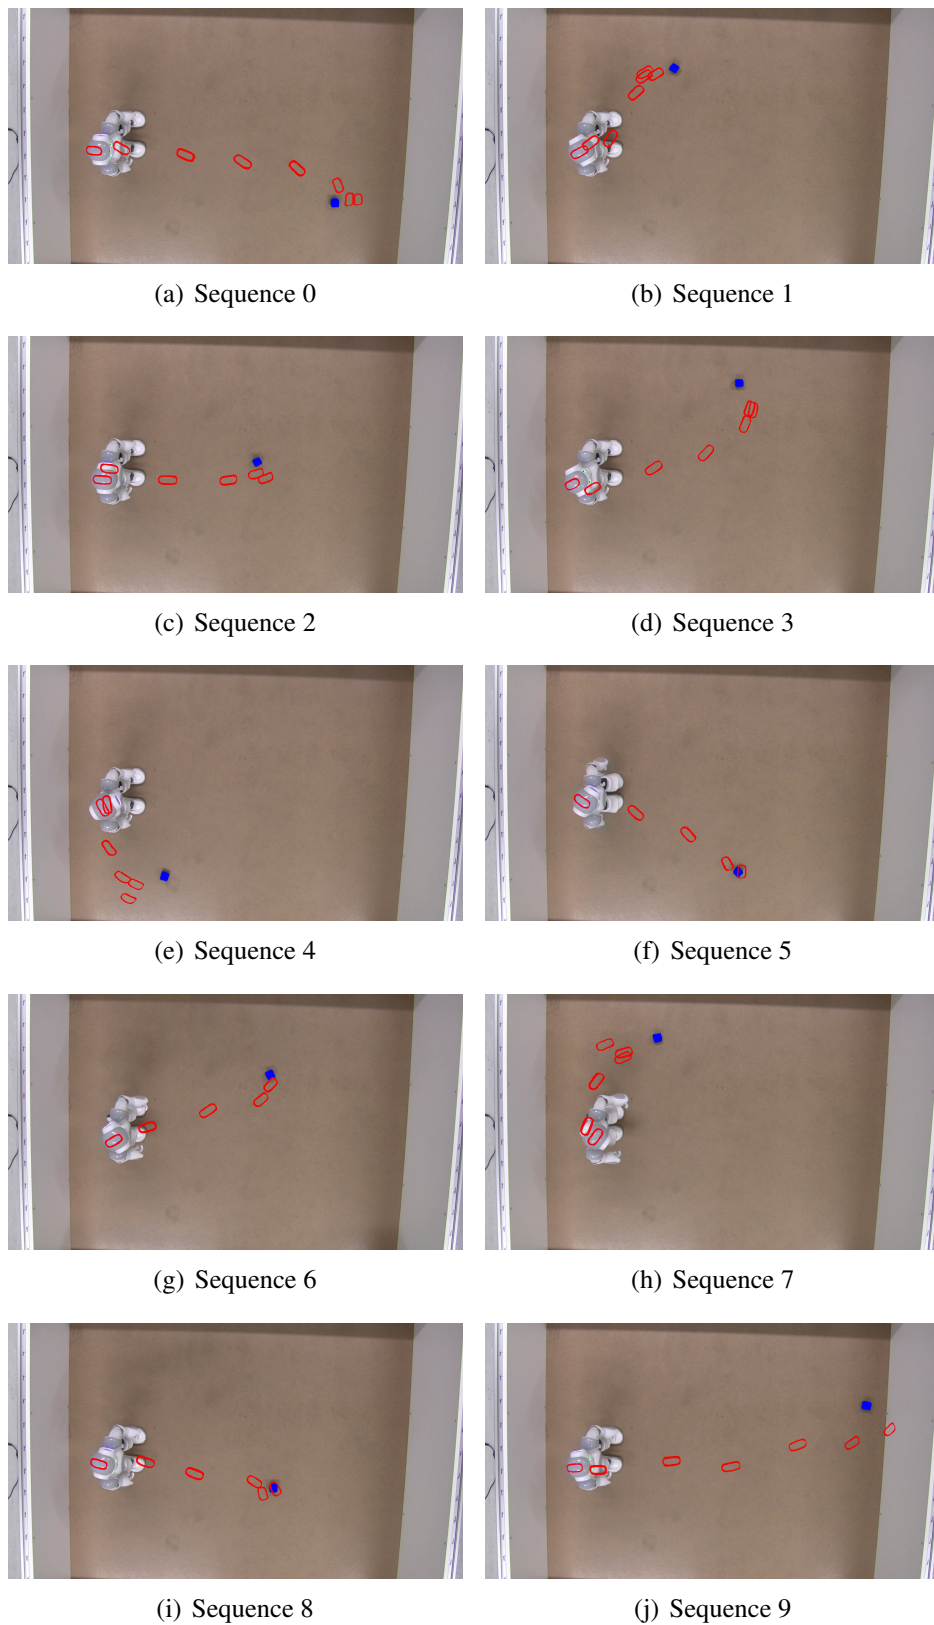 (a) Sequence 0
(b) Sequence 1
(c) Sequence 2
(d) Sequence 3
(e) Sequence 4
(f) Sequence 5
(g) Sequence 6
(h) Sequence 7
(i) Sequence 8
(j) Sequence 9